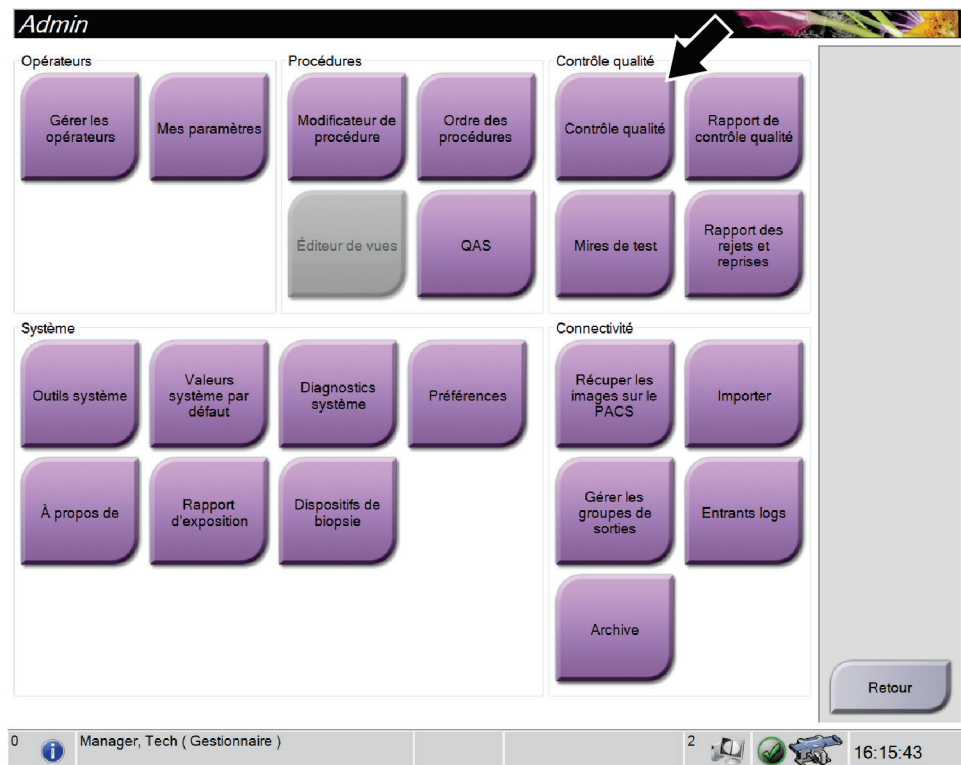 Admin
Opérateurs
Gérer les
opérateurs
Mes paramètres
Procédures
Modificateur de
procédure
Ordre des
procédures
Éditeur de vues
QAS
Contrôle qualité
Contrôle qualité
Rapport de
contrôle qualité
Mires de test
Rapport des
rejets et
reprises
Système
Outils système
Valeurs
système par
défaut
Diagnostics
système
Préférences
À propos de
Rapport
d'exposition
Dispositifs de
biopsie
Connectivité
Récuper les
images sur le
PACS
Importer
Gérer les
groupes de
sorties
Entrants logs
Archive
Retour
0
Manager, Tech ( Gestionnaire )
2
16:15:43